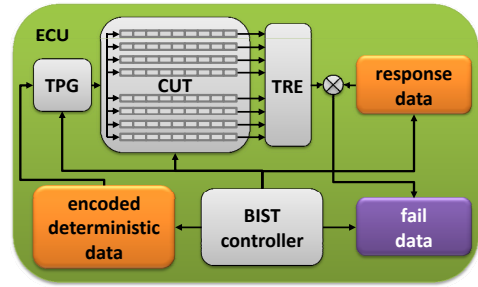 ECU
TPG
CUT
TRE
response
data
encoded
deterministic
data
BIST
controller
fail
data